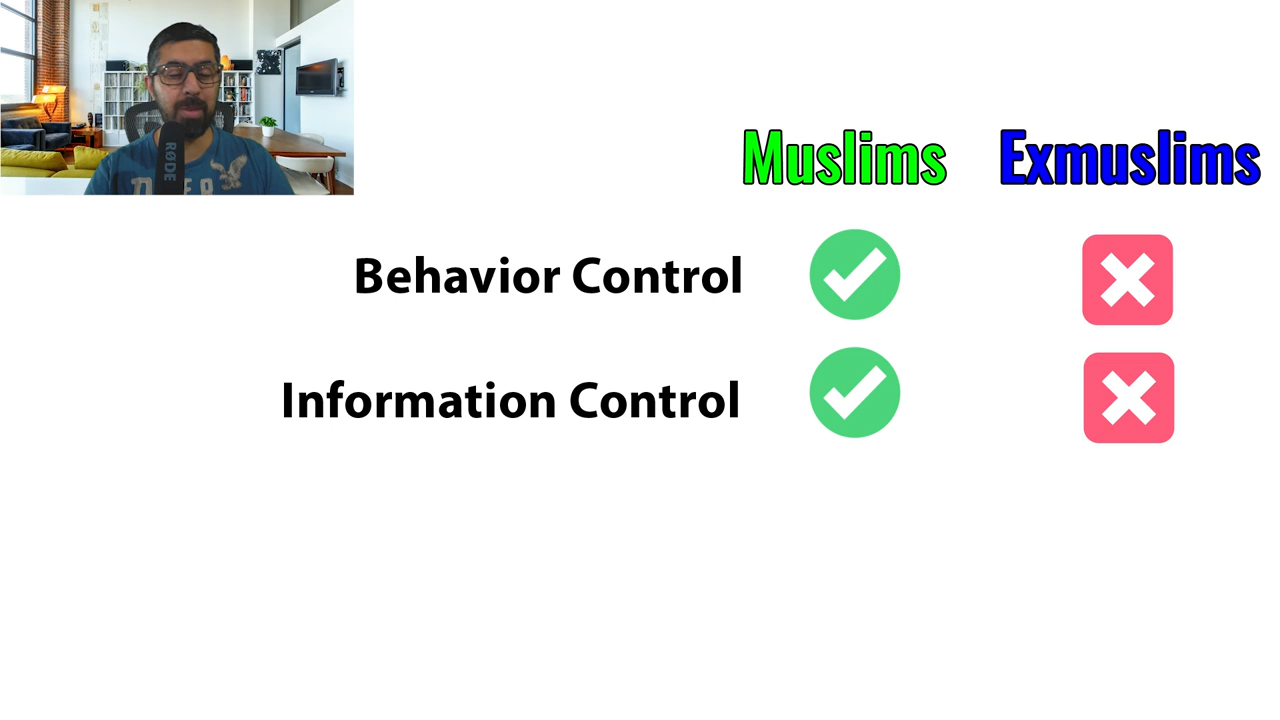 RØDE
Muslims Exmuslims
Behavior Control
Information Control